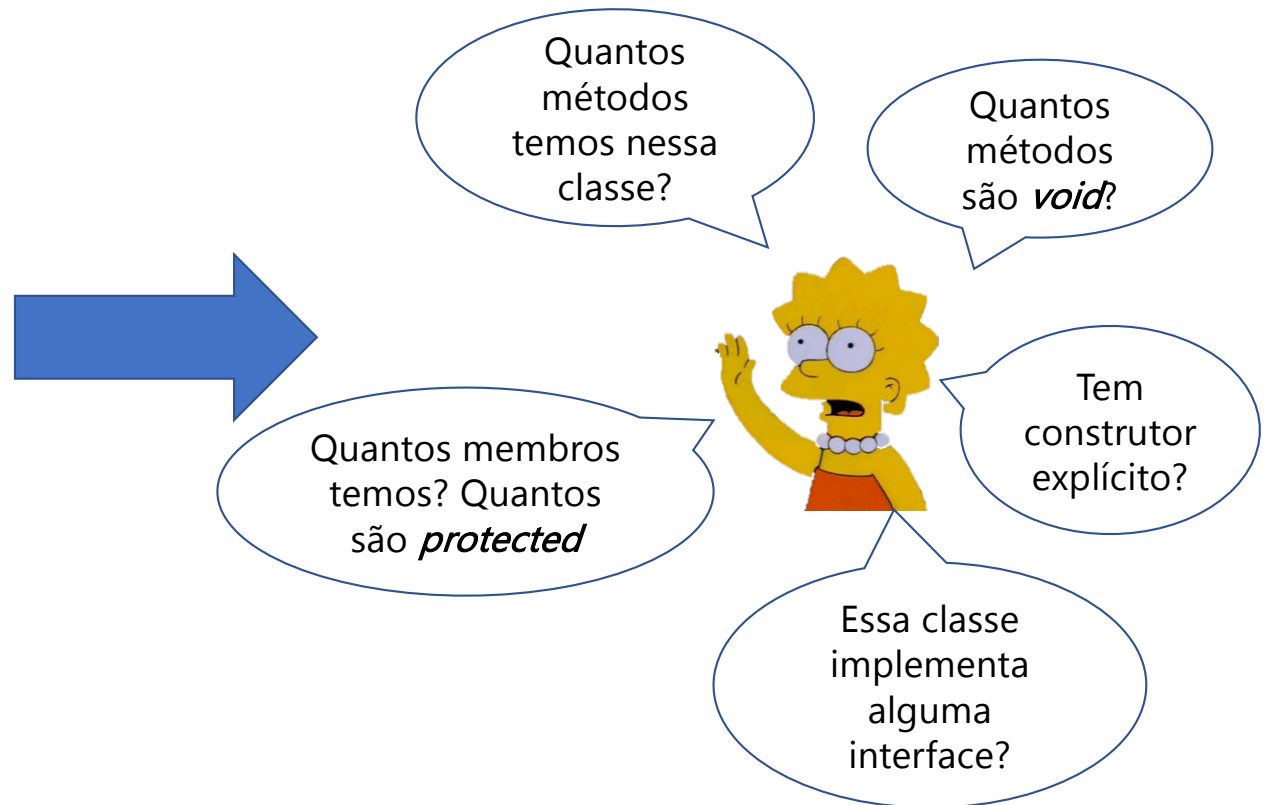 Quantos
métodos
temos nessa
classe?
Quantos
métodos
são void?
Tem
construtor
explícito?
Quantos membros
temos? Quantos
são protected
Essa classe
implementa
alguma
interface?